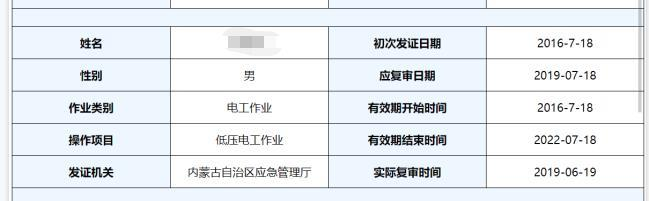 姓名 初次发证日期 2016-7-18
性别 男 应复审日期 2019-07-18
作业类别 电工作业 有效期开始时间 2016-7-18
操作项目 低压电工作业 有效期结束时间 2022-07-18
发证机关 内蒙古自治区应急管理厅 实际复审时间 2019-06-19